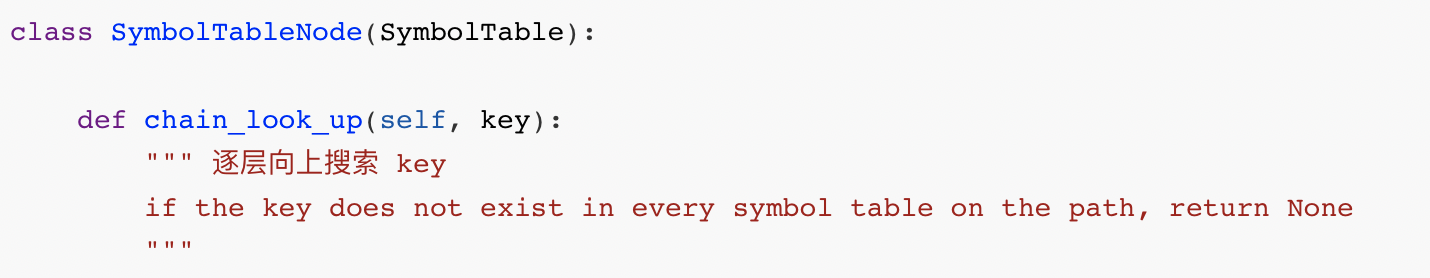 class SymbolTableNode(SymbolTable):
def chain_look_up(self, key):
""" 逐层向上搜索 key
if the key does not exist in every symbol table on the path, return None
"""